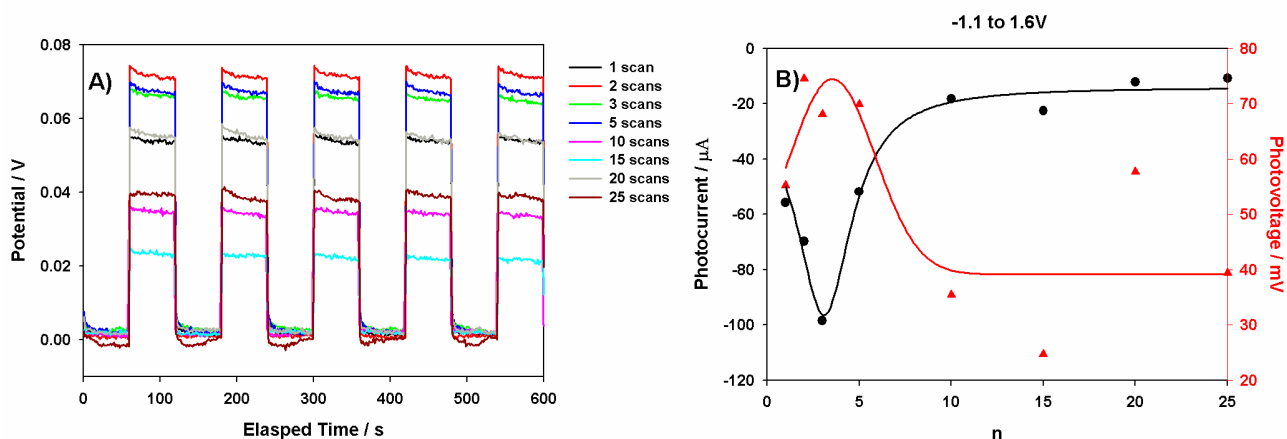 A)
Potential / V
0.08
0.06
0.04
0.02
0.00
0
100
200
300
400
500
600
Elasped Time / s
1 scan
2 scans
3 scans
5 scans
10 scans
15 scans
20 scans
25 scans
-1.1 to 1.6V
B)
Photocurrent / µA
0
-20
-40
-60
-80
-100
-120
0
5
10
15
20
25
n
80
70
60
50
40
30
20
Photovoltage / mV